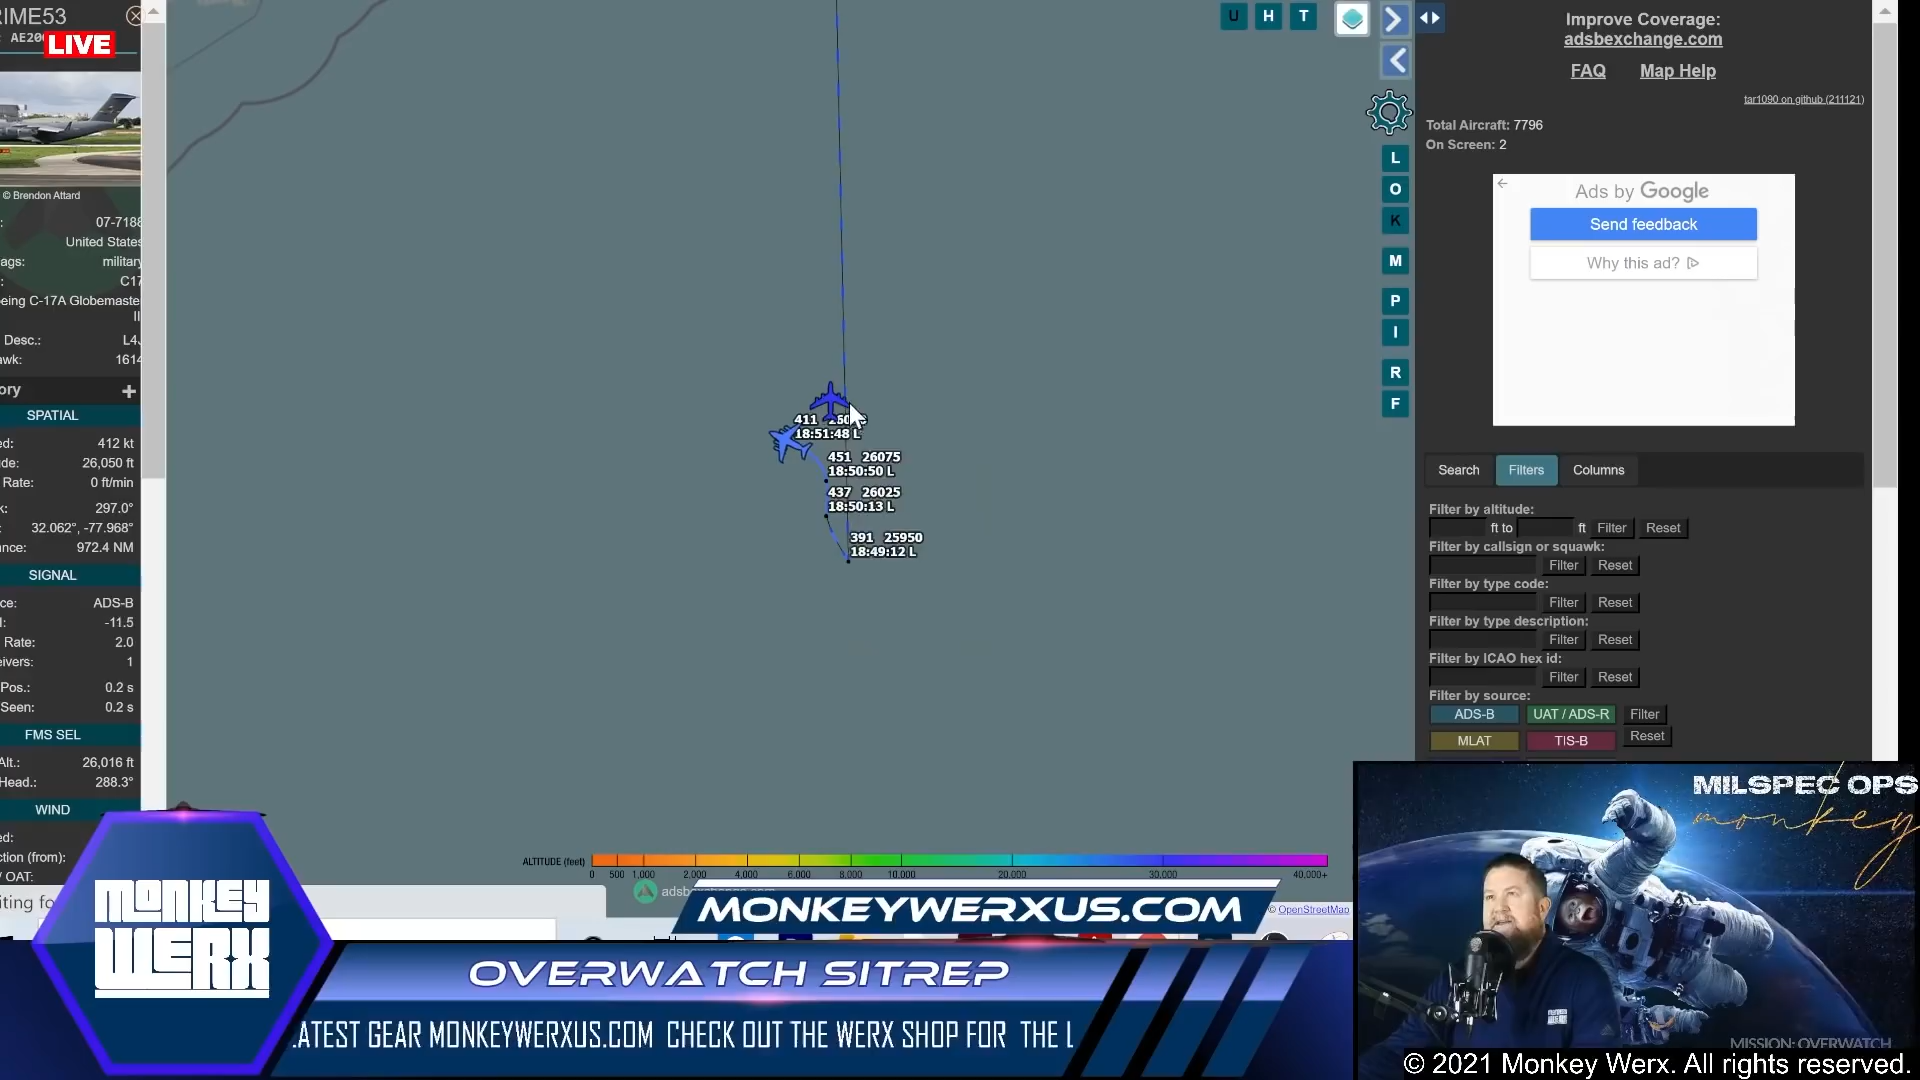 RIME53
AE20
LIVE
© Brendon Attard
07-7188
United States
ags: military
C17
eing C-17A Globemaste
II
Desc.: L4J
awk: 1614
ory +
SPATIAL
ed: 412 kt
de: 26,050 ft
Rate: 0 ft/min
k: 297.0°
: 32.062°, -77.968°
nce: 972.4 NM
SIGNAL
ce: ADS-B
I: -11.5
Rate: 2.0
eivers: 1
Pos.: 0.2 s
Seen: 0.2 s
FMS SEL
Alt.: 26,016 ft
Head.: 288.3°
WIND
ed:
ction (from):
/ OAT:
iting fo
U H T
411
18:51:48 L
451 26075
18:50:50 L
437 26025
18:50:13 L
391 25950
18:49:12 L
L
O
K
M
P
I
R
F
ALTITUDE (feet)
0 500 1,000 2,000 4,000 6,000 8,000 10,000 20,000 30,000 40,000+
© OpenStreetMap
Improve Coverage:
adsbexchange.com
FAQ Map Help
tar1090 on github (211121)
Total Aircraft: 7796
On Screen: 2
Ads by Google
Send feedback
Why this ad?
Search Filters Columns
Filter by altitude:
ft to ft Filter Reset
Filter by callsign or squawk:
Filter Reset
Filter by type code:
Filter Reset
Filter by type description:
Filter Reset
Filter by ICAO hex id:
Filter Reset
Filter by source:
ADS-B UAT / ADS-R Filter
MLAT TIS-B Reset
MONKEY
WERX
MONKEYWERXUS.COM
OVERWATCH SITREP
ATEST GEAR MONKEYWERXUS.COM CHECK OUT THE WERX SHOP FOR THE L
MILSPEC OPS
monkey
MISSION: OVERWATCH
© 2021 Monkey Werx. All rights reserved.